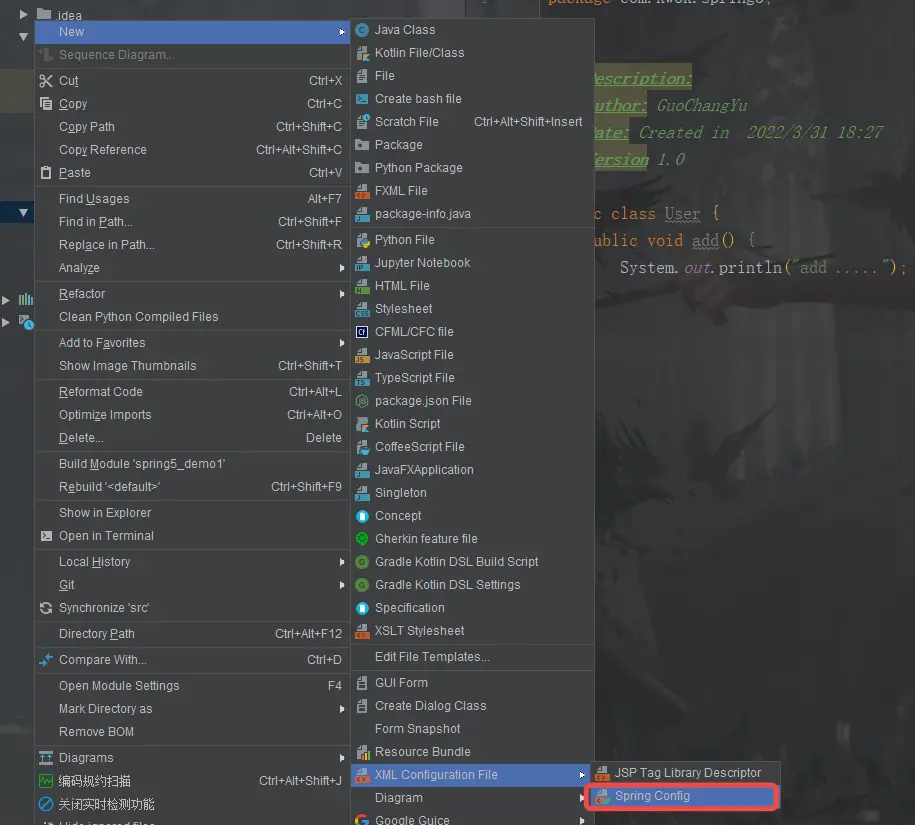 .idea
package com.kwok.spring5;
New
Sequence Diagram...
Cut Ctrl+X
Copy Ctrl+C
Copy Path Ctrl+Shift+C
Copy Reference Ctrl+Alt+Shift+C
Paste Ctrl+V
Find Usages Alt+F7
Find in Path... Ctrl+Shift+F
Replace in Path... Ctrl+Shift+R
Analyze
Refactor
Clean Python Compiled Files
Add to Favorites
Show Image Thumbnails Ctrl+Shift+T
Reformat Code Ctrl+Alt+L
Optimize Imports Ctrl+Alt+O
Delete... Delete
Build Module 'spring5_demo1'
Rebuild '<default>' Ctrl+Shift+F9
Show in Explorer
Open in Terminal
Local History
Git
Synchronize 'src'
Directory Path Ctrl+Alt+F12
Compare With... Ctrl+D
Open Module Settings F4
Mark Directory as
Remove BOM
Diagrams
编码规约扫描 Ctrl+Alt+Shift+J
关闭实时检测功能
Hide ignored files
Java Class
Kotlin File/Class
File
Create bash file
Scratch File Ctrl+Alt+Shift+Insert
Package
Python Package
FXML File
package-info.java
Python File
Jupyter Notebook
HTML File
Stylesheet
CFML/CFC file
JavaScript File
TypeScript File
package.json File
Kotlin Script
CoffeeScript File
JavaFXApplication
Singleton
Concept
Gherkin feature file
Gradle Kotlin DSL Build Script
Gradle Kotlin DSL Settings
Specification
XSLT Stylesheet
Edit File Templates...
GUI Form
Create Dialog Class
Form Snapshot
Resource Bundle
XML Configuration File
Diagram
Google Guice
JSP Tag Library Descriptor
Spring Config
escription:
uthor: GuoChangYu
ate: Created in 2022/3/31 18:27
ersion 1.0
c class User {
ublic void add() {
System.out.println("add .....");